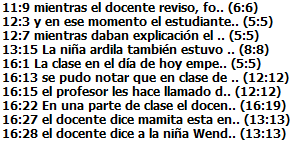 11:9 mientras el docente reviso, fo.. (6:6)
12:3 y en ese momento el estudiante.. (5:5)
12:7 mientras daban explicación el .. (5:5)
13:15 La niña ardila también estuvo .. (8:8)
16:1 La clase en el día de hoy empe.. (5:5)
16:13 se pudo notar que en clase de .. (12:12)
16:15 el profesor les hace llamado d.. (12:12)
16:22 En una parte de clase el docen.. (16:19)
16:27 el docente dice mamita esta en.. (13:13)
16:28 el docente dice a la niña Wend.. (13:13)